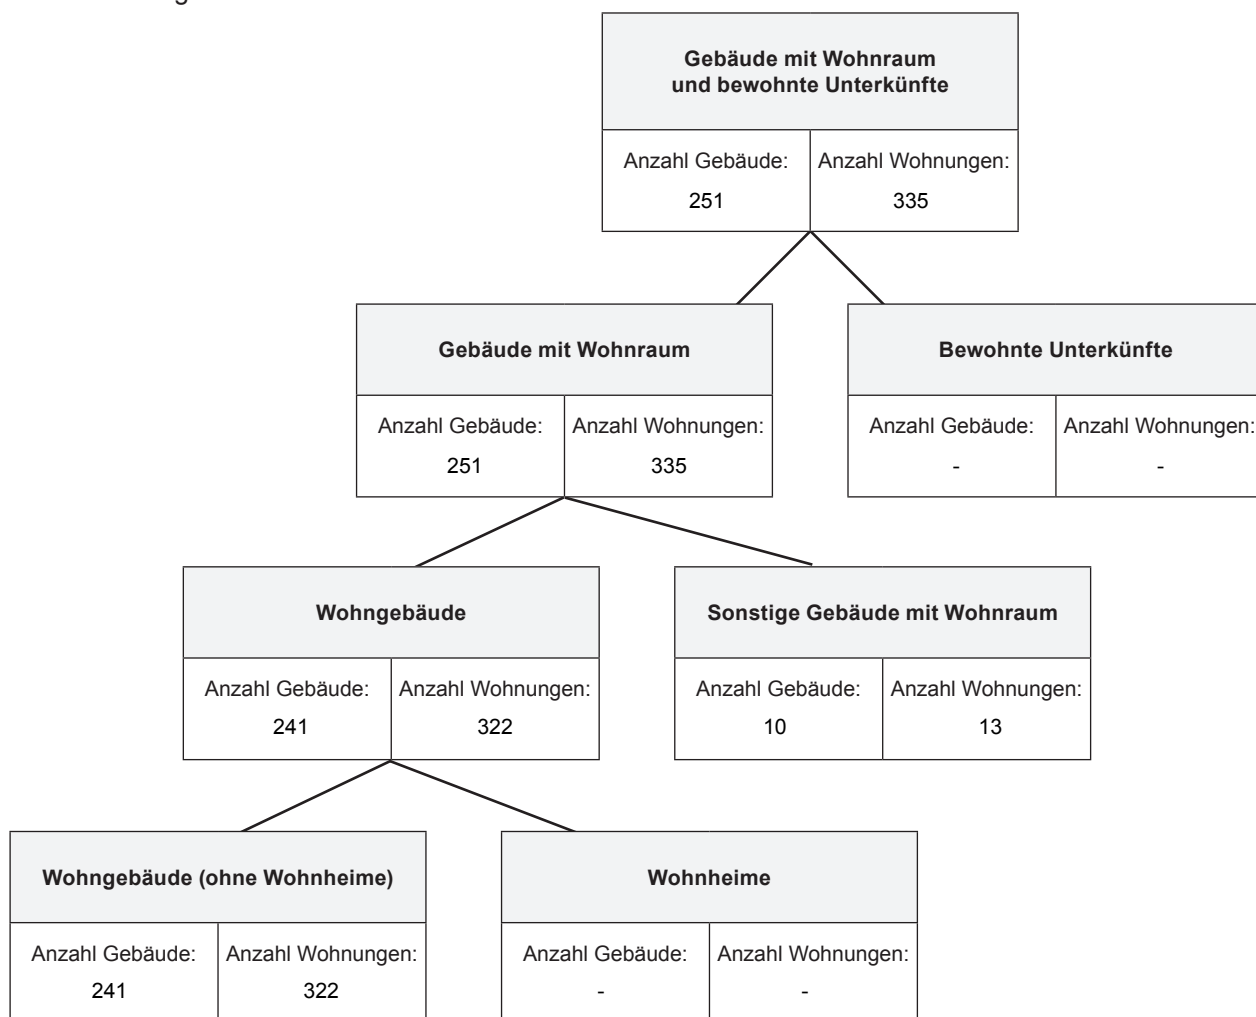 Gebäude mit Wohnraum
und bewohnte Unterkünfte
Anzahl Gebäude: Anzahl Wohnungen:
251 335
Gebäude mit Wohnraum
Anzahl Gebäude: Anzahl Wohnungen:
251 335
Bewohnte Unterkünfte
Anzahl Gebäude: Anzahl Wohnungen:
- -
Wohngebäude
Anzahl Gebäude: Anzahl Wohnungen:
241 322
Sonstige Gebäude mit Wohnraum
Anzahl Gebäude: Anzahl Wohnungen:
10 13
Wohngebäude (ohne Wohnheime)
Anzahl Gebäude: Anzahl Wohnungen:
241 322
Wohnheime
Anzahl Gebäude: Anzahl Wohnungen:
- -